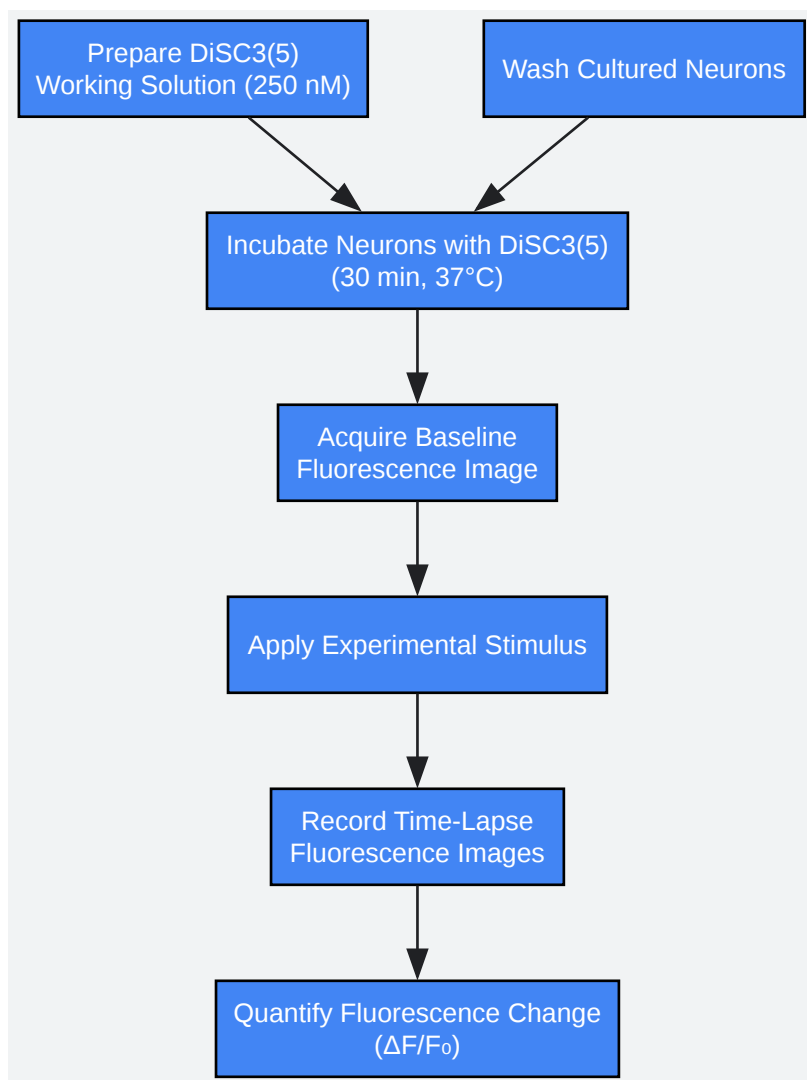 Prepare DiSC3(5)
Working Solution (250 nM)
Wash Cultured Neurons
Incubate Neurons with DiSC3(5)
(30 min, 37°C)
Acquire Baseline
Fluorescence Image
Apply Experimental Stimulus
Record Time-Lapse
Fluorescence Images
Quantify Fluorescence Change
(ΔF/F₀)